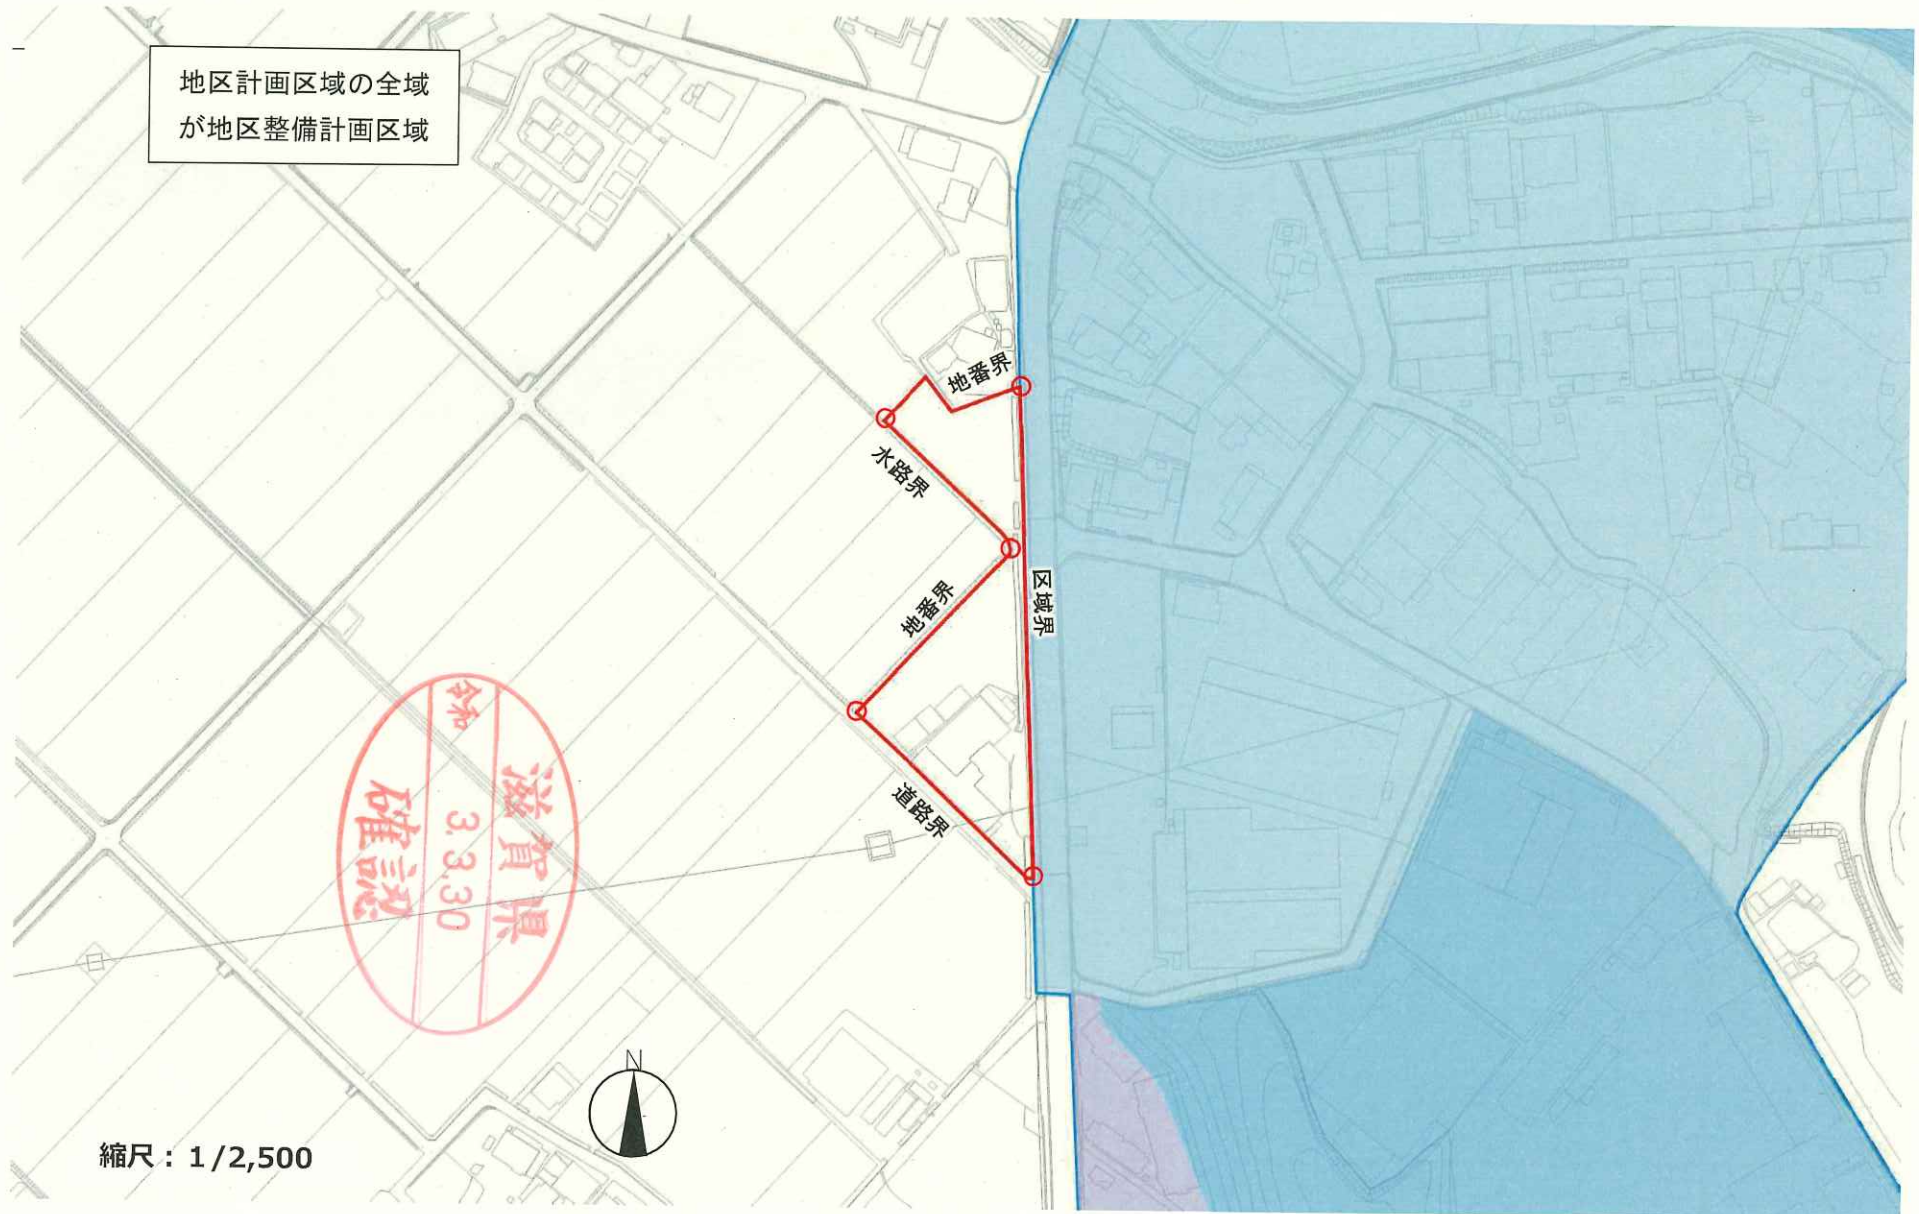 地区計画区域の全域
が地区整備計画区域
地番界
水路界
地番界
区域界
道路界
滋賀県
令和
3.3.30
確認
N
縮尺：1/2,500